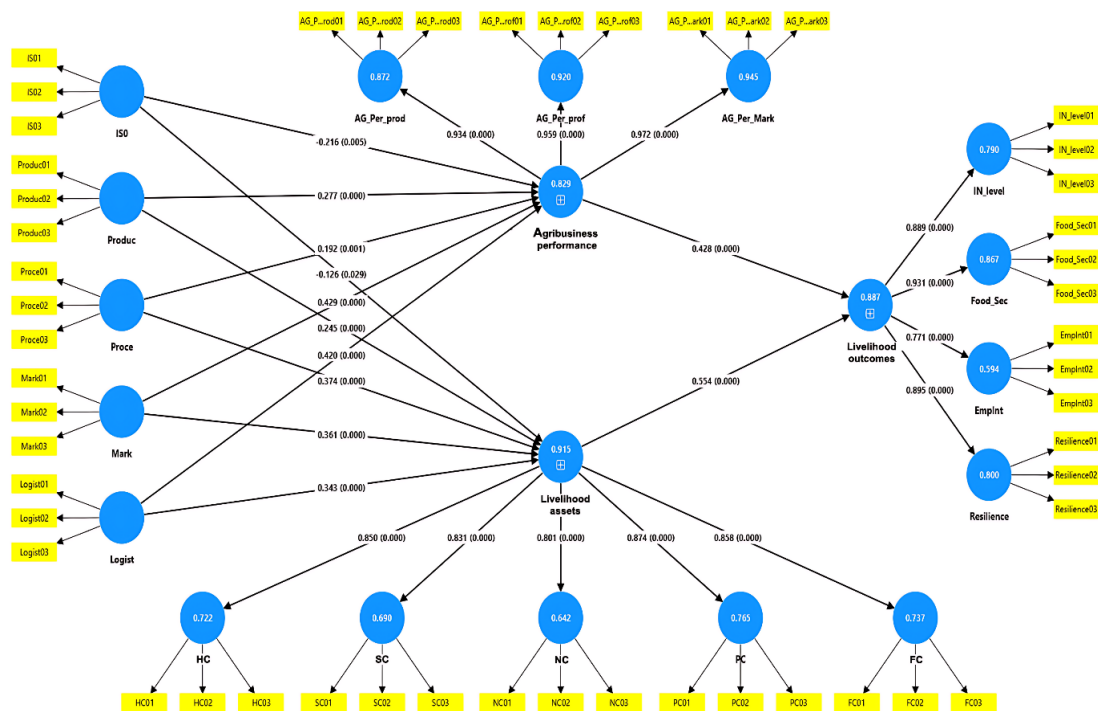 AG_P...rod01
AG_P...rod02
AG_P...rod03
AG_P...rof01
AG_P...rof02
AG_P...rof03
AG_P...ark01
AG_P...ark02
AG_P...ark03
0.872
0.920
0.945
AG_Per_prod
AG_Per_prof
AG_Per_Mark
IS01
IS02
IS03
IS0
Produc01
Produc02
Produc03
Produc
Proce01
Proce02
Proce03
Proce
Mark01
Mark02
Mark03
Mark
Logist01
Logist02
Logist03
Logist
0.934 (0.000)
0.959 (0.000)
0.972 (0.000)
-0.216 (0.005)
0.277 (0.000)
0.192 (0.001)
-0.126 (0.029)
0.429 (0.000)
0.245 (0.000)
0.420 (0.000)
0.374 (0.000)
0.361 (0.000)
0.343 (0.000)
0.829
Agribusiness
performance
0.428 (0.000)
0.554 (0.000)
0.915
Livelihood
assets
0.887
Livelihood
outcomes
0.889 (0.000)
0.931 (0.000)
0.771 (0.000)
0.895 (0.000)
0.790
IN_level
IN_level01
IN_level02
IN_level03
0.867
Food_Sec
Food_Sec01
Food_Sec02
Food_Sec03
0.594
EmpInt
EmpInt01
EmpInt02
EmpInt03
0.800
Resilience
Resilience01
Resilience02
Resilience03
0.850 (0.000)
0.831 (0.000)
0.801 (0.000)
0.874 (0.000)
0.858 (0.000)
0.722
0.690
0.642
0.765
0.737
HC
SC
NC
PC
FC
HC01
HC02
HC03
SC01
SC02
SC03
NC01
NC02
NC03
PC01
PC02
PC03
FC01
FC02
FC03